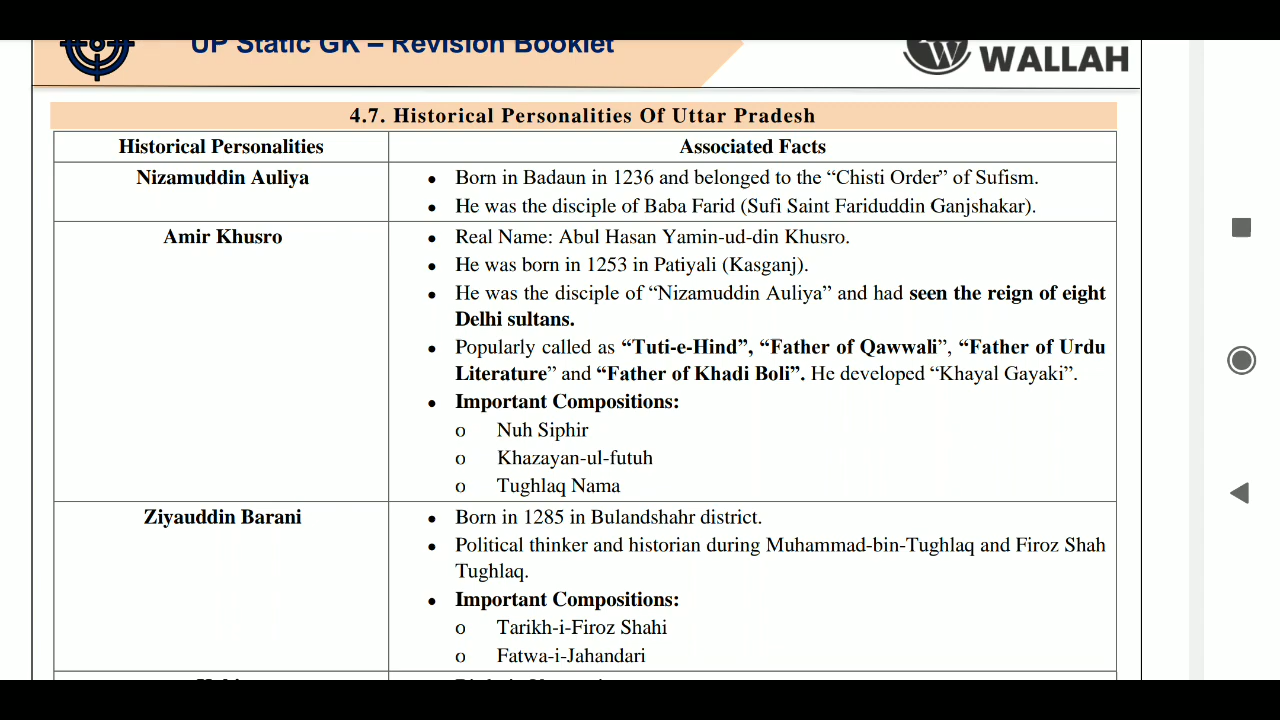 UP Static GK – Revision Booklet
WALLAH
4.7. Historical Personalities Of Uttar Pradesh
Historical Personalities
Associated Facts
Nizamuddin Auliya
● Born in Badaun in 1236 and belonged to the “Chisti Order” of Sufism.
● He was the disciple of Baba Farid (Sufi Saint Fariduddin Ganjshakar).
Amir Khusro
● Real Name: Abul Hasan Yamin-ud-din Khusro.
● He was born in 1253 in Patiyali (Kasganj).
● He was the disciple of “Nizamuddin Auliya” and had seen the reign of eight
Delhi sultans.
● Popularly called as “Tuti-e-Hind”, “Father of Qawwali”, “Father of Urdu
Literature” and “Father of Khadi Boli”. He developed “Khayal Gayaki”.
● Important Compositions:
o Nuh Siphir
o Khazayan-ul-futuh
o Tughlaq Nama
Ziyauddin Barani
● Born in 1285 in Bulandshahr district.
● Political thinker and historian during Muhammad-bin-Tughlaq and Firoz Shah
Tughlaq.
● Important Compositions:
o Tarikh-i-Firoz Shahi
o Fatwa-i-Jahandari